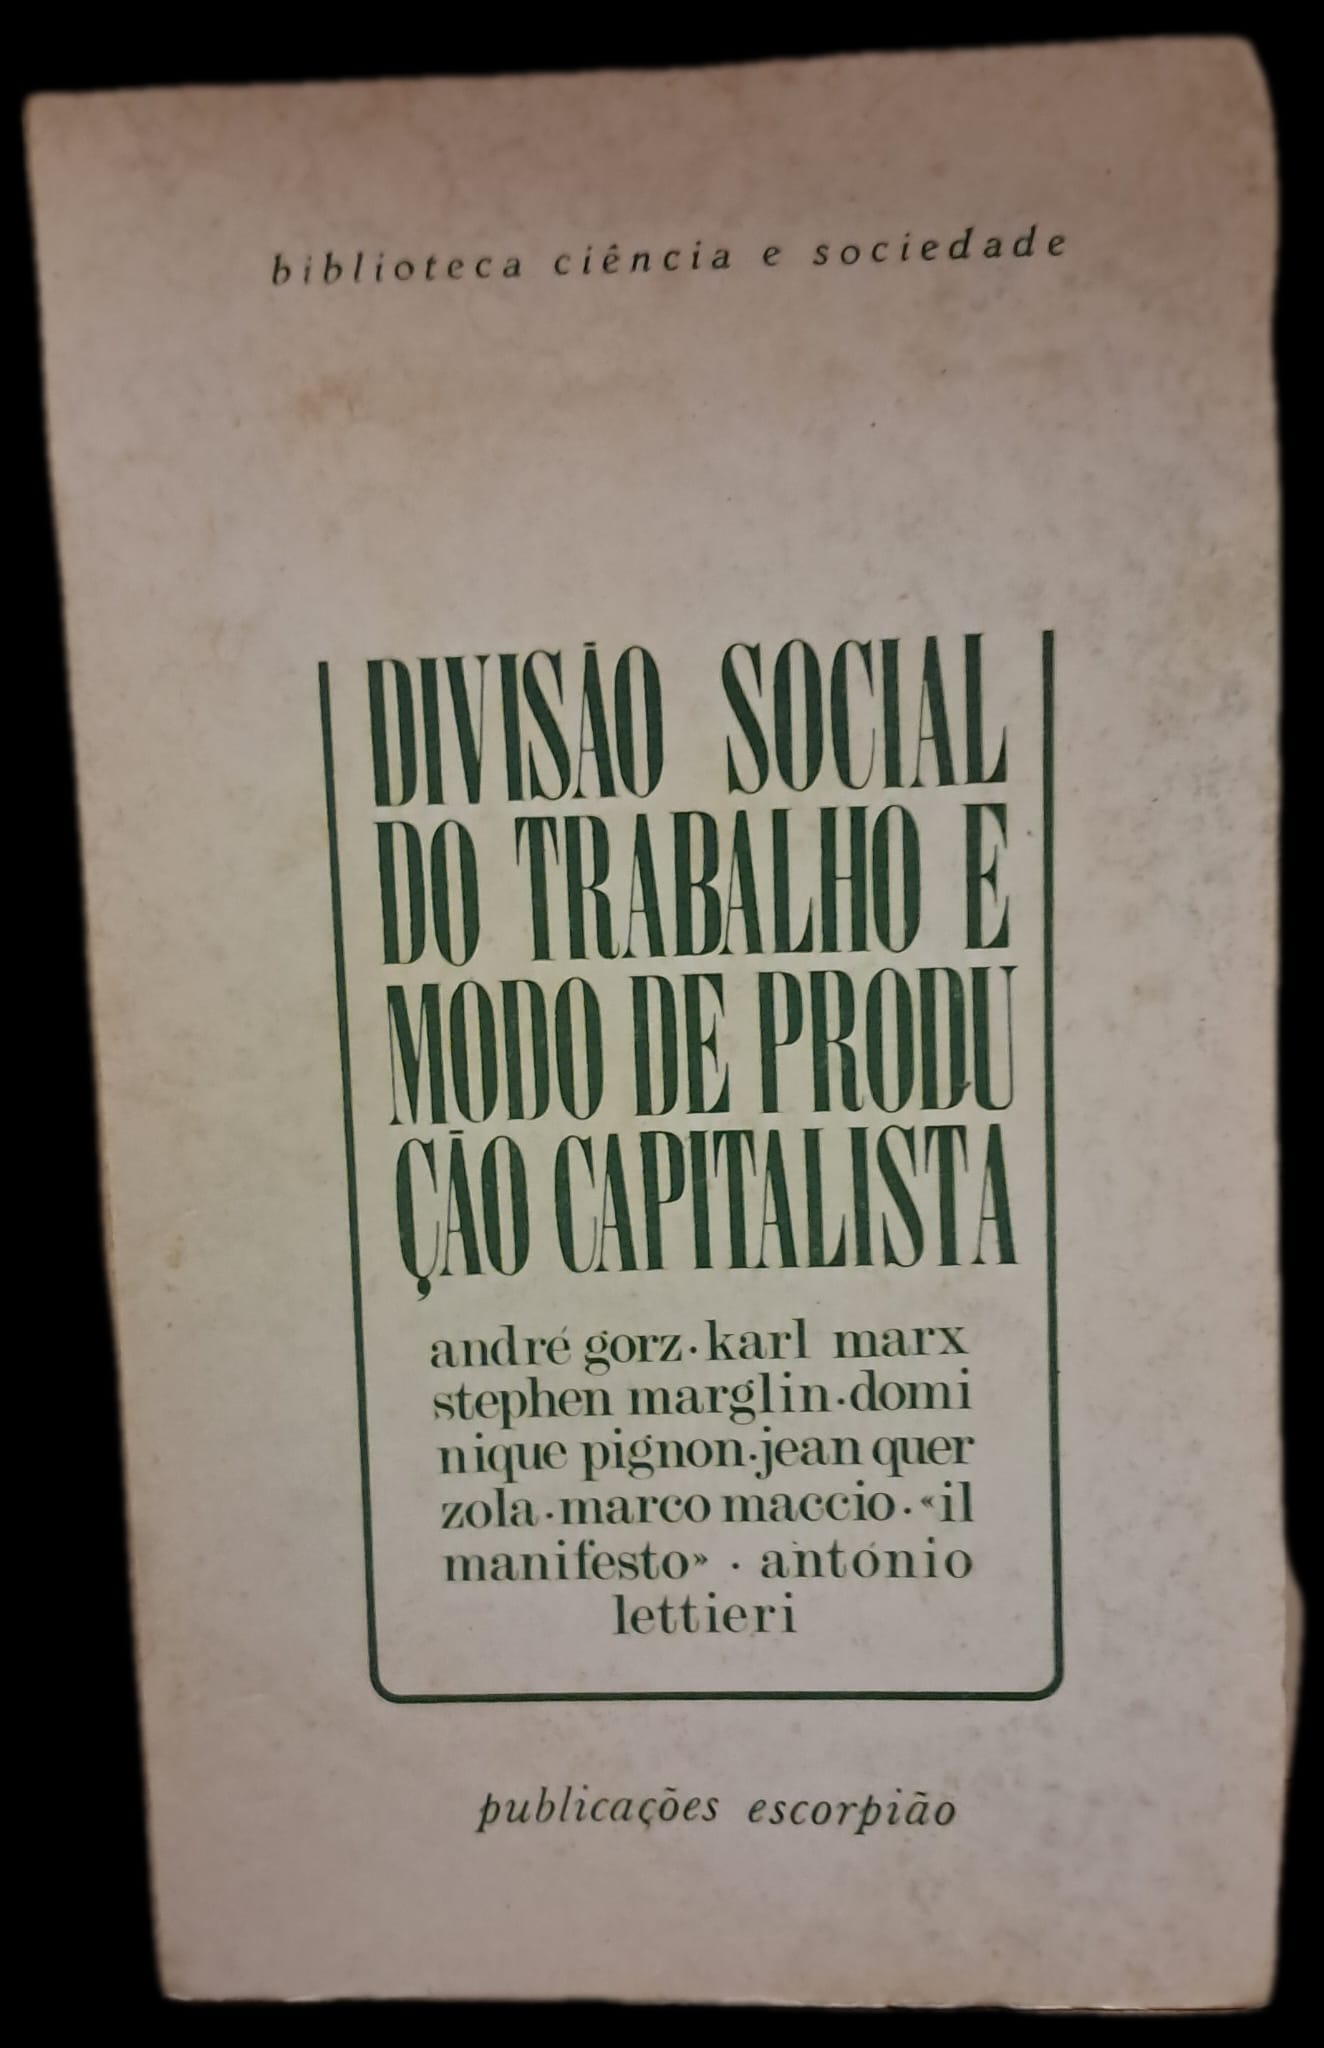 biblioteca ciência e sociedade
DIVISÃO SOCIAL
DO TRABALHO E
MODO DE PRODU
ÇÃO CAPITALISTA
andré gorz·karl marx
stephen marglin·domi
nique pignon·jean quer
zola·marco maccio·«il
manifesto» · antónio
lettieri
publicações escorpião